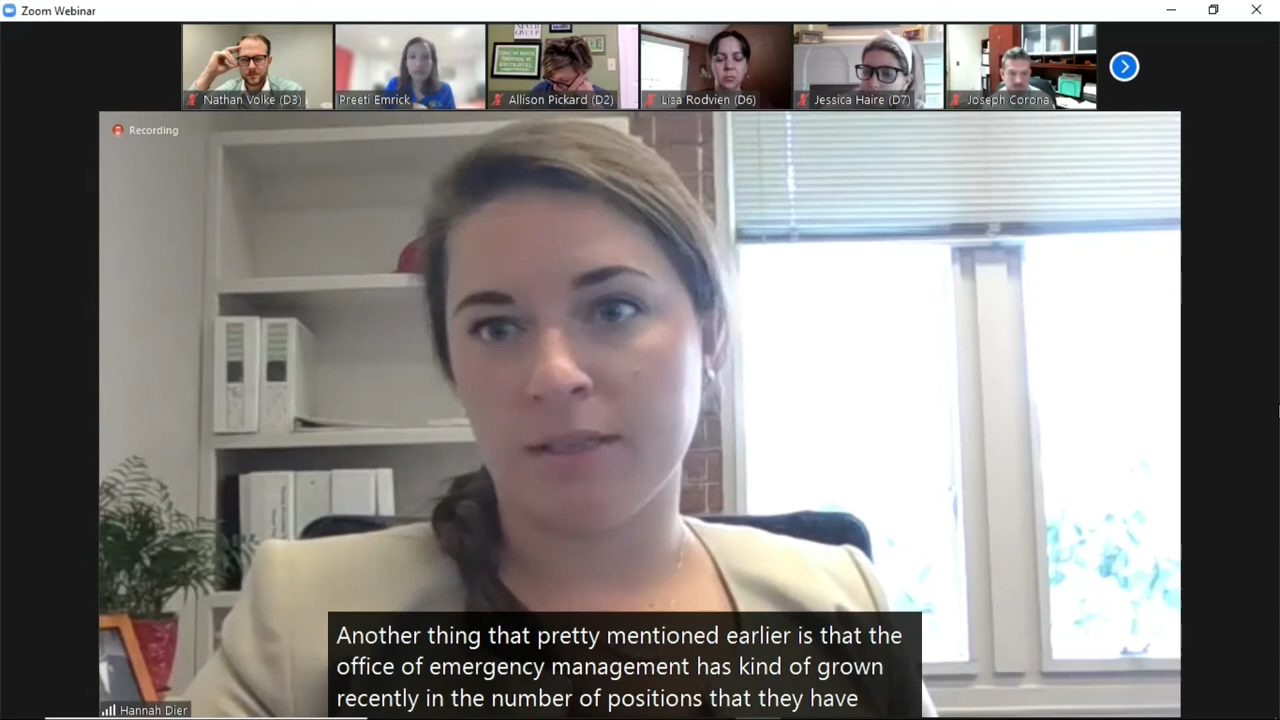 Zoom Webinar
Nathan Volke (D3)
Preeti Emrick
Allison Pickard (D2)
Lisa Rodvien (D6)
Jessica Haire (D7)
Joseph Corona
Recording
Another thing that pretty mentioned earlier is that the
office of emergency management has kind of grown
recently in the number of positions that they have
Hannah Dier